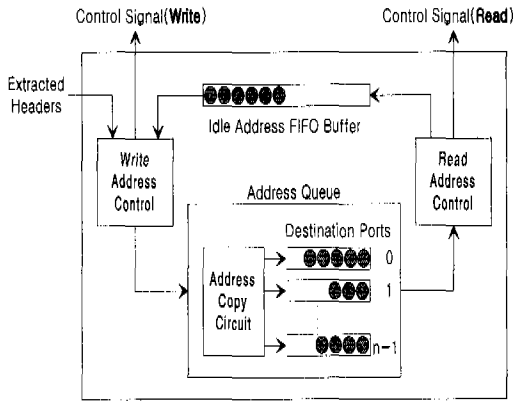 Control Signal(Write)
Control Signal(Read)
Extracted
Headers
Idle Address FIFO Buffer
Write
Address
Control
Read
Address
Control
Address Queue
Destination Ports
Address
Copy
Circuit
0
1
n-1